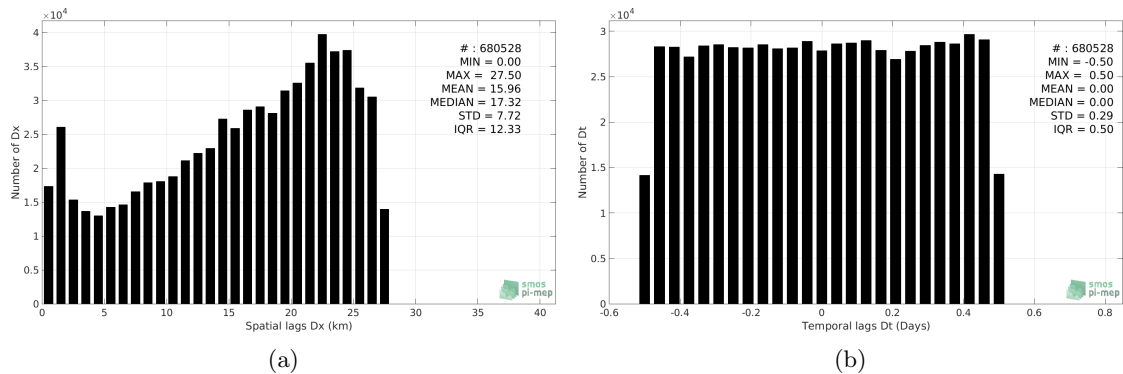 ×10⁴
4
3.5
3
2.5
2
1.5
1
0.5
0
Number of Dx
# : 680528
MIN = 0.00
MAX = 27.50
MEAN = 15.96
MEDIAN = 17.32
STD = 7.72
IQR = 12.33
smos
pi-mep
0 5 10 15 20 25 30 35 40
Spatial lags Dx (km)
(a)
×10⁴
3
2.5
2
1.5
1
0.5
0
Number of Dt
# : 680528
MIN = -0.50
MAX = 0.50
MEAN = 0.00
MEDIAN = 0.00
STD = 0.29
IQR = 0.50
smos
pi-mep
-0.6 -0.4 -0.2 0 0.2 0.4 0.6 0.8
Temporal lags Dt (Days)
(b)